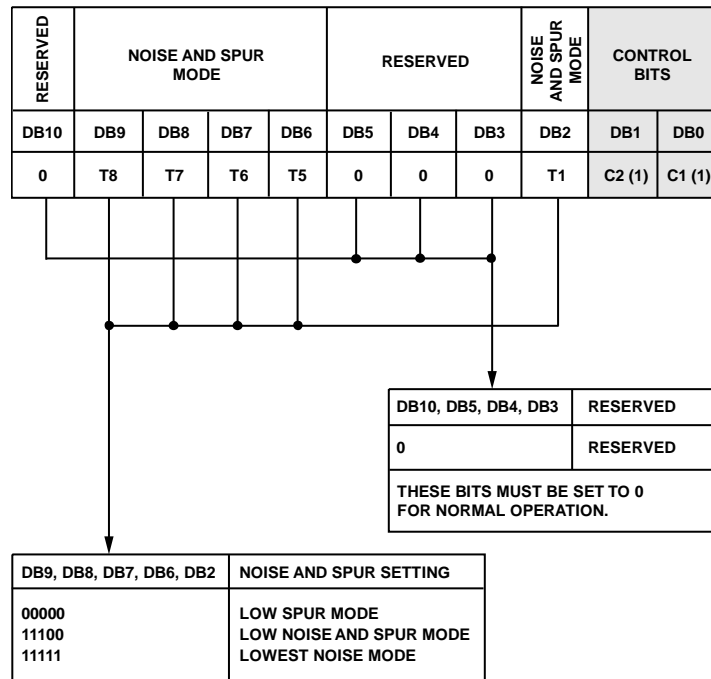 RESERVED
NOISE AND SPUR
MODE
RESERVED
NOISE
AND SPUR
MODE
CONTROL
BITS
DB10 DB9 DB8 DB7 DB6 DB5 DB4 DB3 DB2 DB1 DB0
0 T8 T7 T6 T5 0 0 0 T1 C2 (1) C1 (1)
DB10, DB5, DB4, DB3 RESERVED
0 RESERVED
THESE BITS MUST BE SET TO 0
FOR NORMAL OPERATION.
DB9, DB8, DB7, DB6, DB2 NOISE AND SPUR SETTING
00000 LOW SPUR MODE
11100 LOW NOISE AND SPUR MODE
11111 LOWEST NOISE MODE